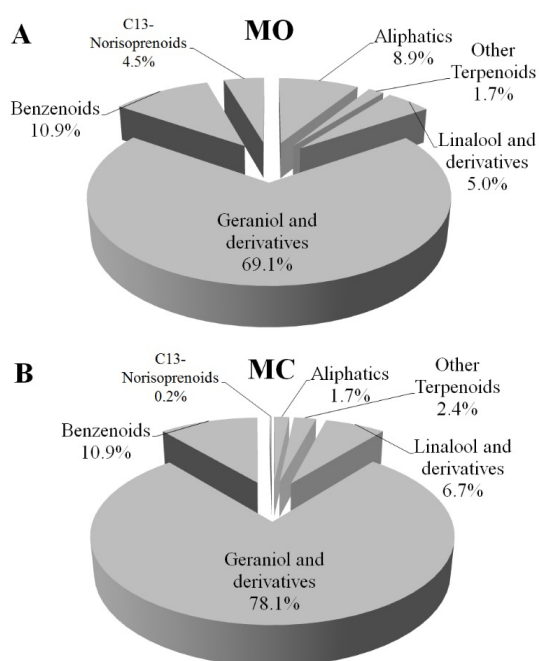 A
MO
C13-
Norisoprenoids
4.5%
Aliphatics
8.9%
Other
Terpenoids
1.7%
Benzenoids
10.9%
Linalool and
derivatives
5.0%
Geraniol and
derivatives
69.1%
B
MC
C13-
Norisoprenoids
0.2%
Aliphatics
1.7%
Other
Terpenoids
2.4%
Benzenoids
10.9%
Linalool and
derivatives
6.7%
Geraniol and
derivatives
78.1%